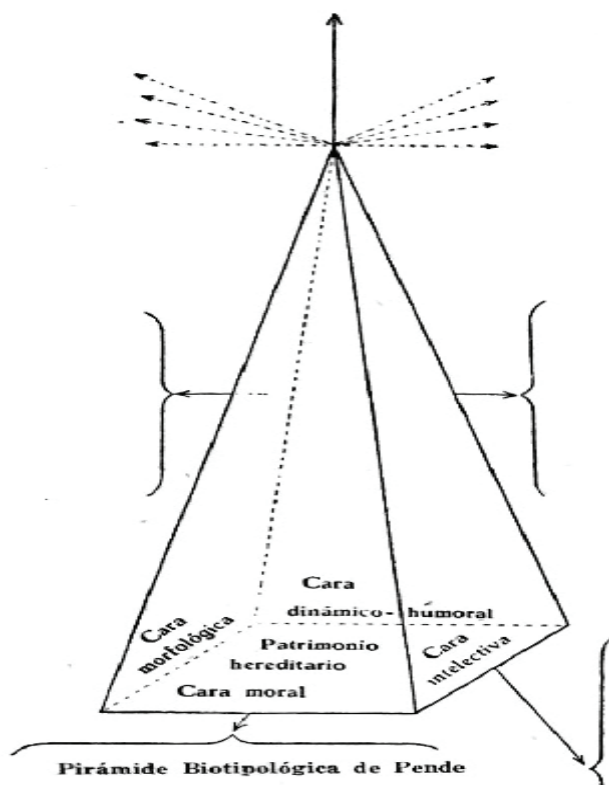 Cara
dinámico-humoral
Cara
morfológica
Patrimonio
hereditario
Cara
intelectiva
Cara moral
Pirámide Biotipológica de Pende